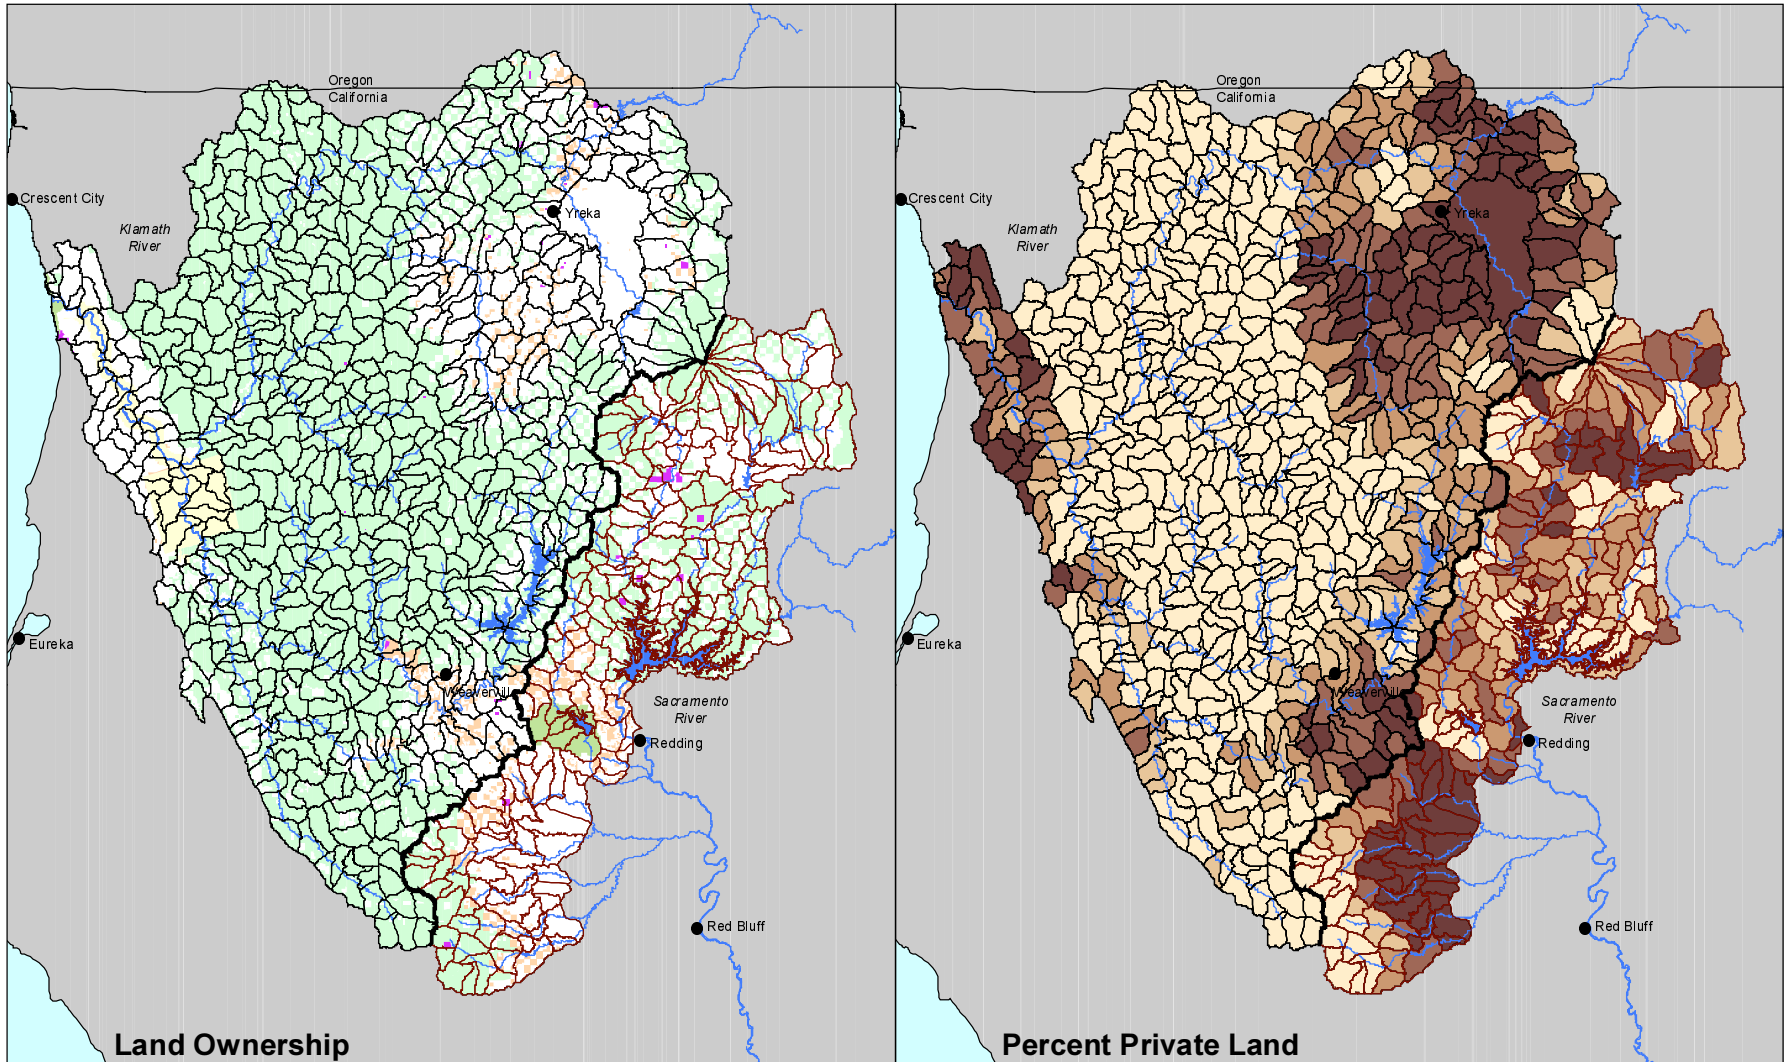 Oregon
California
Crescent City
Klamath
River
Yreka
Eureka
Weaverville
Sacramento
River
Redding
Red Bluff
Land Ownership
Oregon
California
Crescent City
Klamath
River
Yreka
Eureka
Weaverville
Sacramento
River
Redding
Red Bluff
Percent Private Land